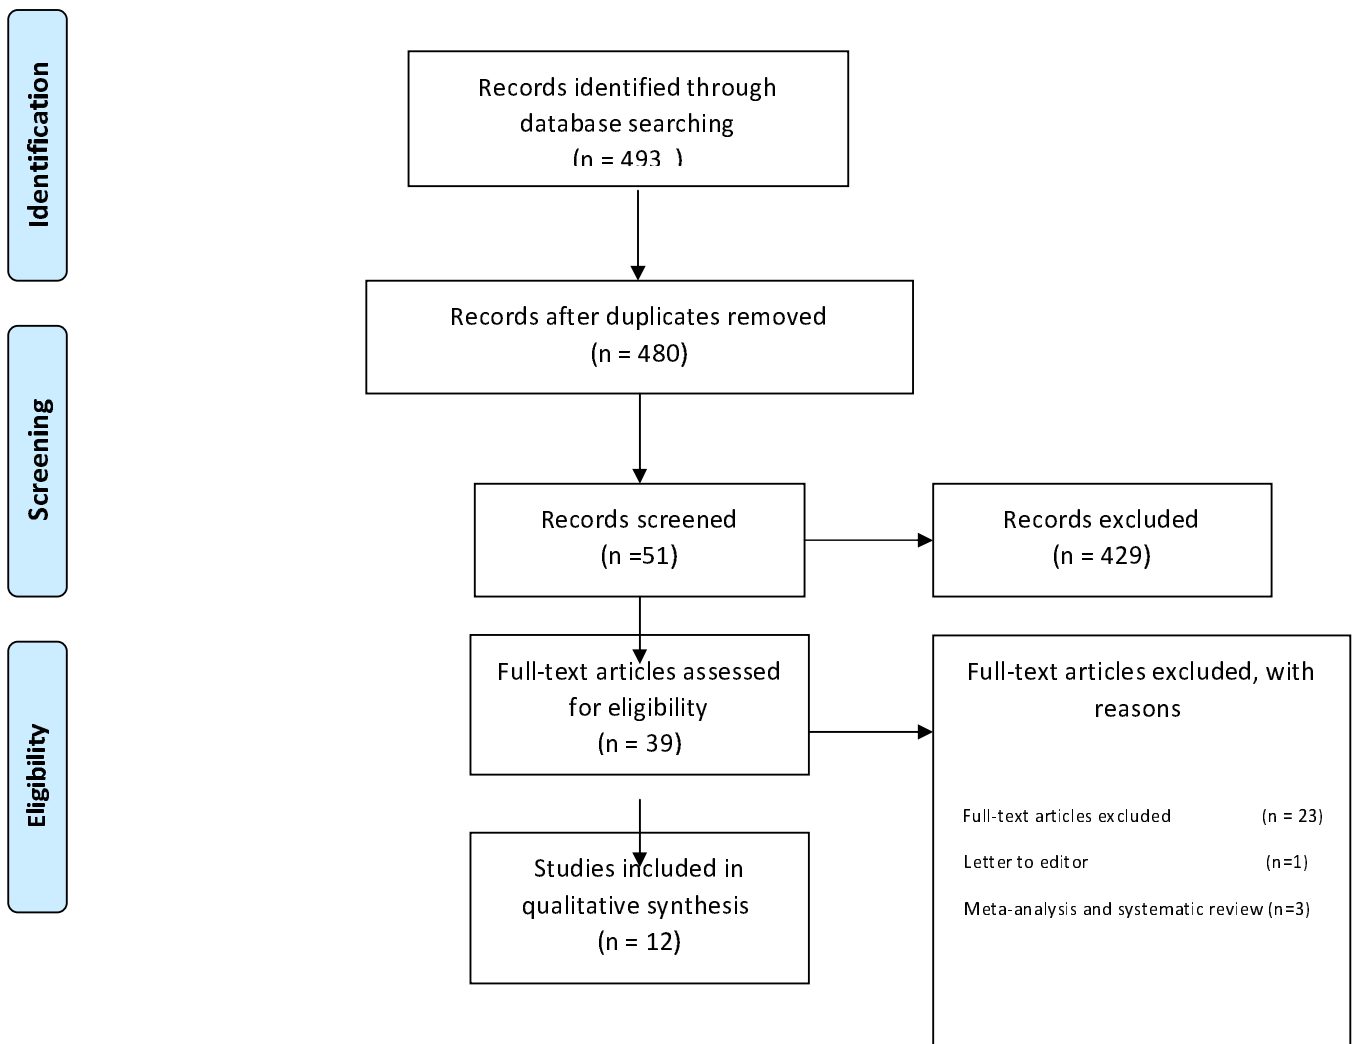 Identification
Records identified through
database searching
(n = 493 )
Records after duplicates removed
(n = 480)
Screening
Records screened
(n =51)
Records excluded
(n = 429)
Eligibility
Full-text articles assessed
for eligibility
(n = 39)
Full-text articles excluded, with
reasons
Full-text articles excluded (n = 23)
Letter to editor (n=1)
Meta-analysis and systematic review (n=3)
Studies included in
qualitative synthesis
(n = 12)